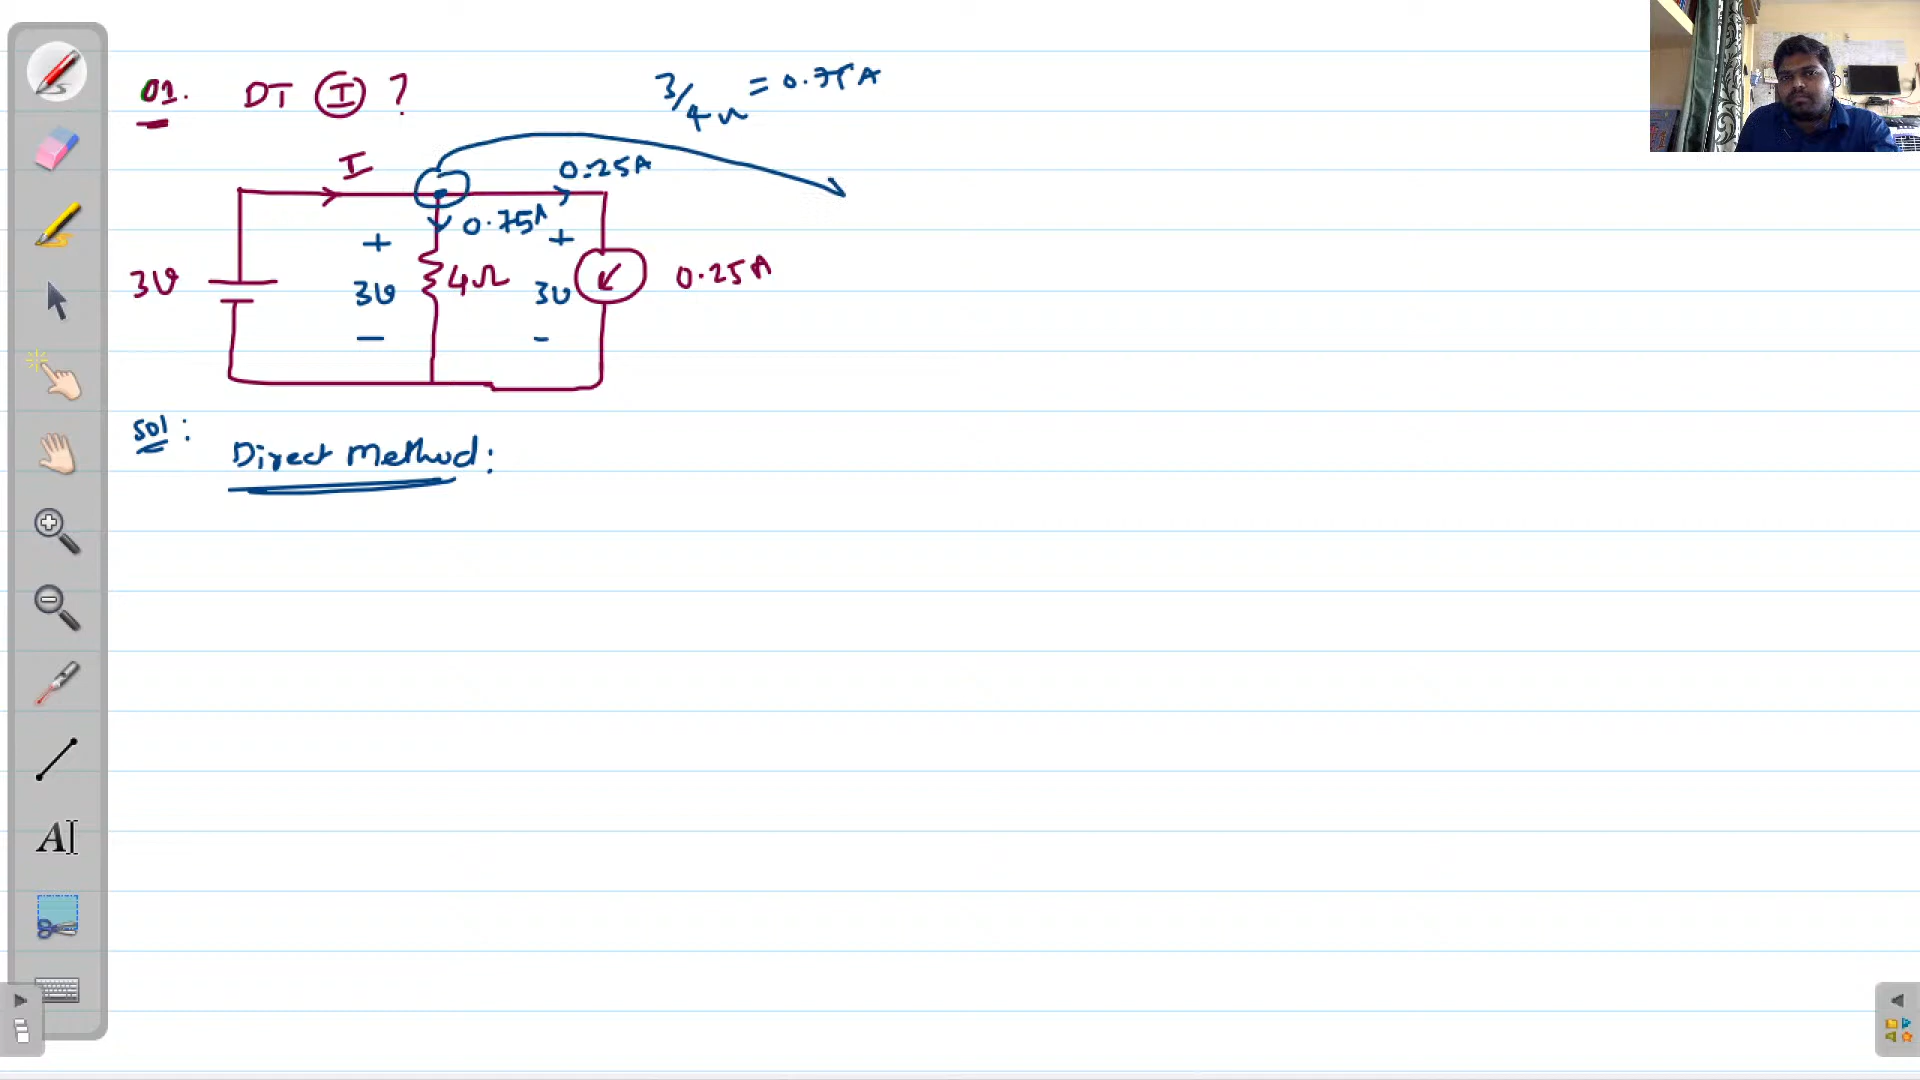 Q1. DT I ?
3/4Ω = 0.75A
I
0.25A
0.75A
+
+
3V
3V
4Ω
3V
0.25A
-
-
Sol:
Direct Method:
AI